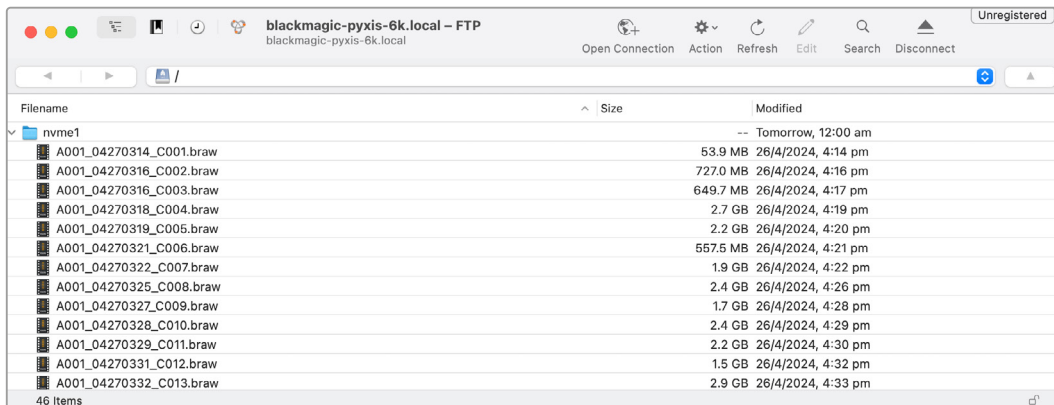 blackmagic-pyxis-6k.local – FTP
blackmagic-pyxis-6k.local
Open Connection Action Refresh Edit Search Disconnect
Unregistered
/
Filename Size Modified
nvme1 -- Tomorrow, 12:00 am
A001_04270314_C001.braw 53.9 MB 26/4/2024, 4:14 pm
A001_04270316_C002.braw 727.0 MB 26/4/2024, 4:16 pm
A001_04270316_C003.braw 649.7 MB 26/4/2024, 4:17 pm
A001_04270318_C004.braw 2.7 GB 26/4/2024, 4:19 pm
A001_04270319_C005.braw 2.2 GB 26/4/2024, 4:20 pm
A001_04270321_C006.braw 557.5 MB 26/4/2024, 4:21 pm
A001_04270322_C007.braw 1.9 GB 26/4/2024, 4:22 pm
A001_04270325_C008.braw 2.4 GB 26/4/2024, 4:26 pm
A001_04270327_C009.braw 1.7 GB 26/4/2024, 4:28 pm
A001_04270328_C010.braw 2.4 GB 26/4/2024, 4:29 pm
A001_04270329_C011.braw 2.2 GB 26/4/2024, 4:30 pm
A001_04270331_C012.braw 1.5 GB 26/4/2024, 4:32 pm
A001_04270332_C013.braw 2.9 GB 26/4/2024, 4:33 pm
46 Items